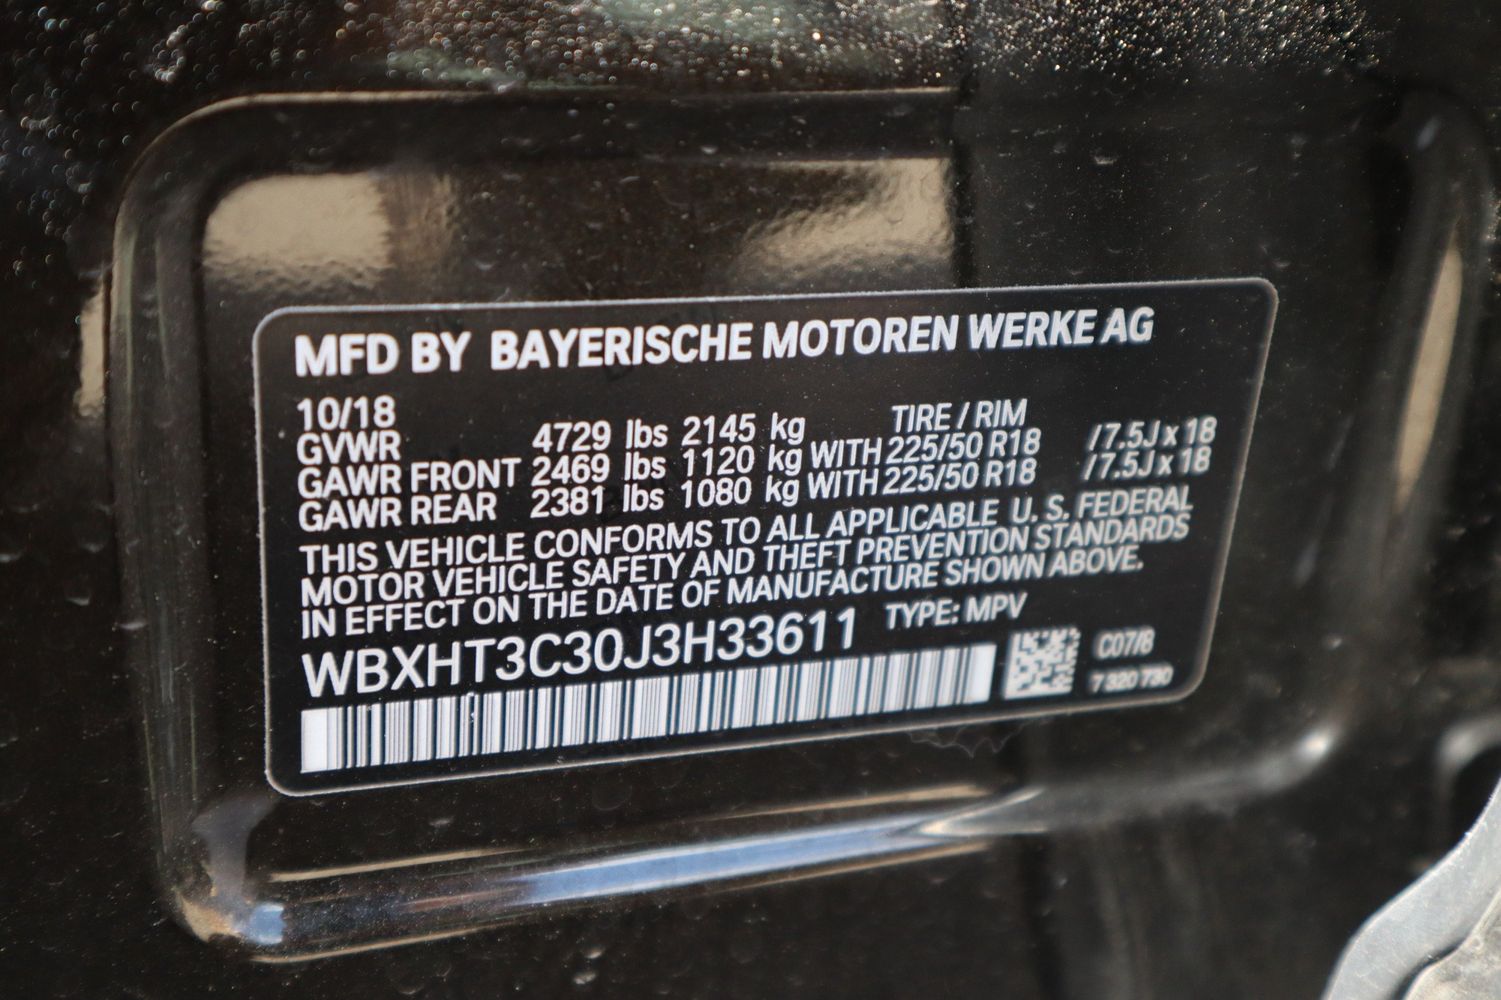 MFD BY BAYERISCHE MOTOREN WERKE AG
10/18 TIRE / RIM
GVWR 4729 lbs 2145 kg
GAWR FRONT 2469 lbs 1120 kg WITH 225/50 R18 /7.5J x 18
GAWR REAR 2381 lbs 1080 kg WITH 225/50 R18 /7.5J x 18
THIS VEHICLE CONFORMS TO ALL APPLICABLE U. S. FEDERAL
MOTOR VEHICLE SAFETY AND THEFT PREVENTION STANDARDS
IN EFFECT ON THE DATE OF MANUFACTURE SHOWN ABOVE.
WBXHT3C30J3H33611 TYPE: MPV
C07/8
7 320 730